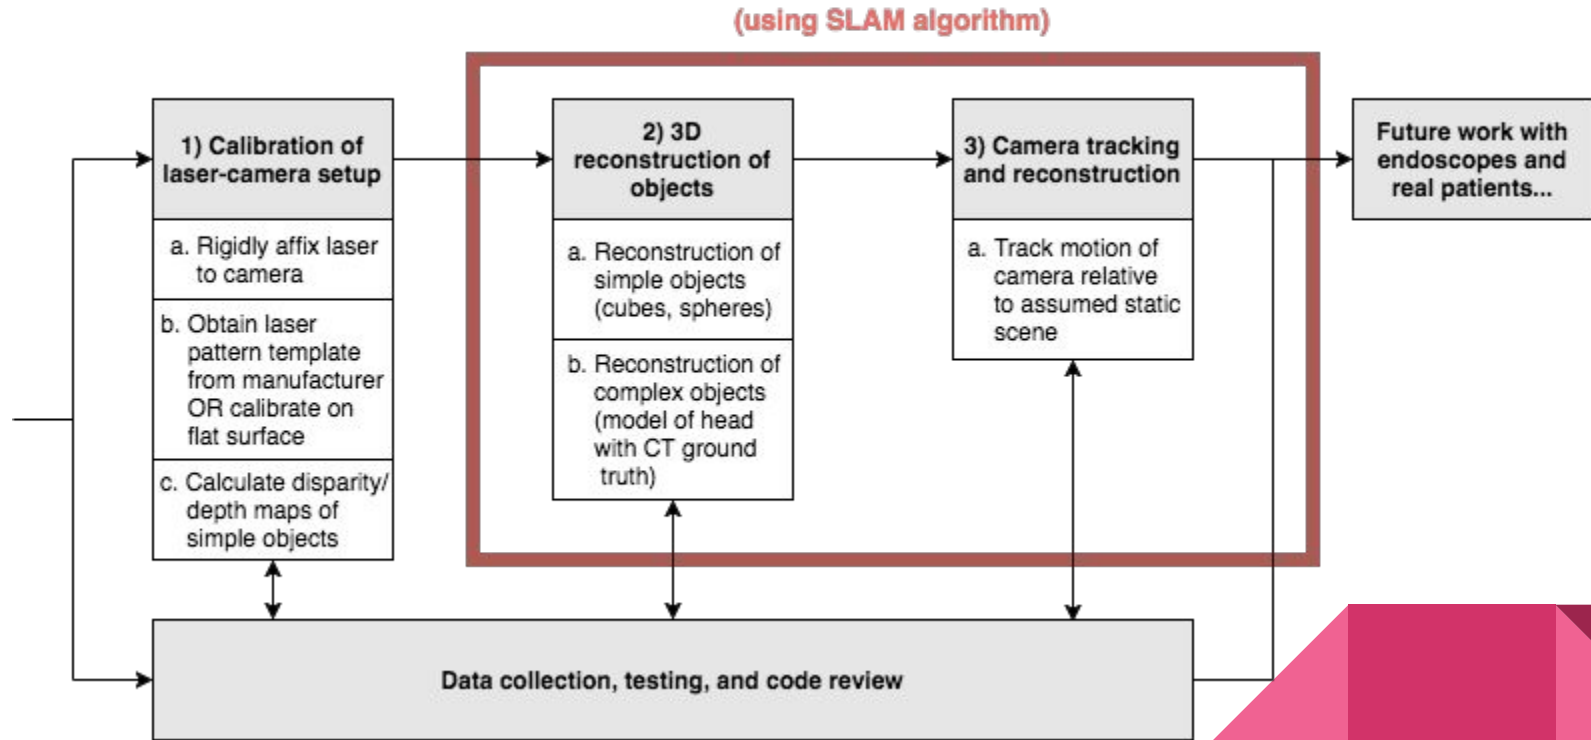 (using SLAM algorithm)
1) Calibration of
laser-camera setup
a. Rigidly affix laser
to camera
b. Obtain laser
pattern template
from manufacturer
OR calibrate on
flat surface
c. Calculate disparity/
depth maps of
simple objects
2) 3D
reconstruction of
objects
a. Reconstruction of
simple objects
(cubes, spheres)
b. Reconstruction of
complex objects
(model of head
with CT ground
truth)
3) Camera tracking
and reconstruction
a. Track motion of
camera relative
to assumed static
scene
Future work with
endoscopes and
real patients...
Data collection, testing, and code review